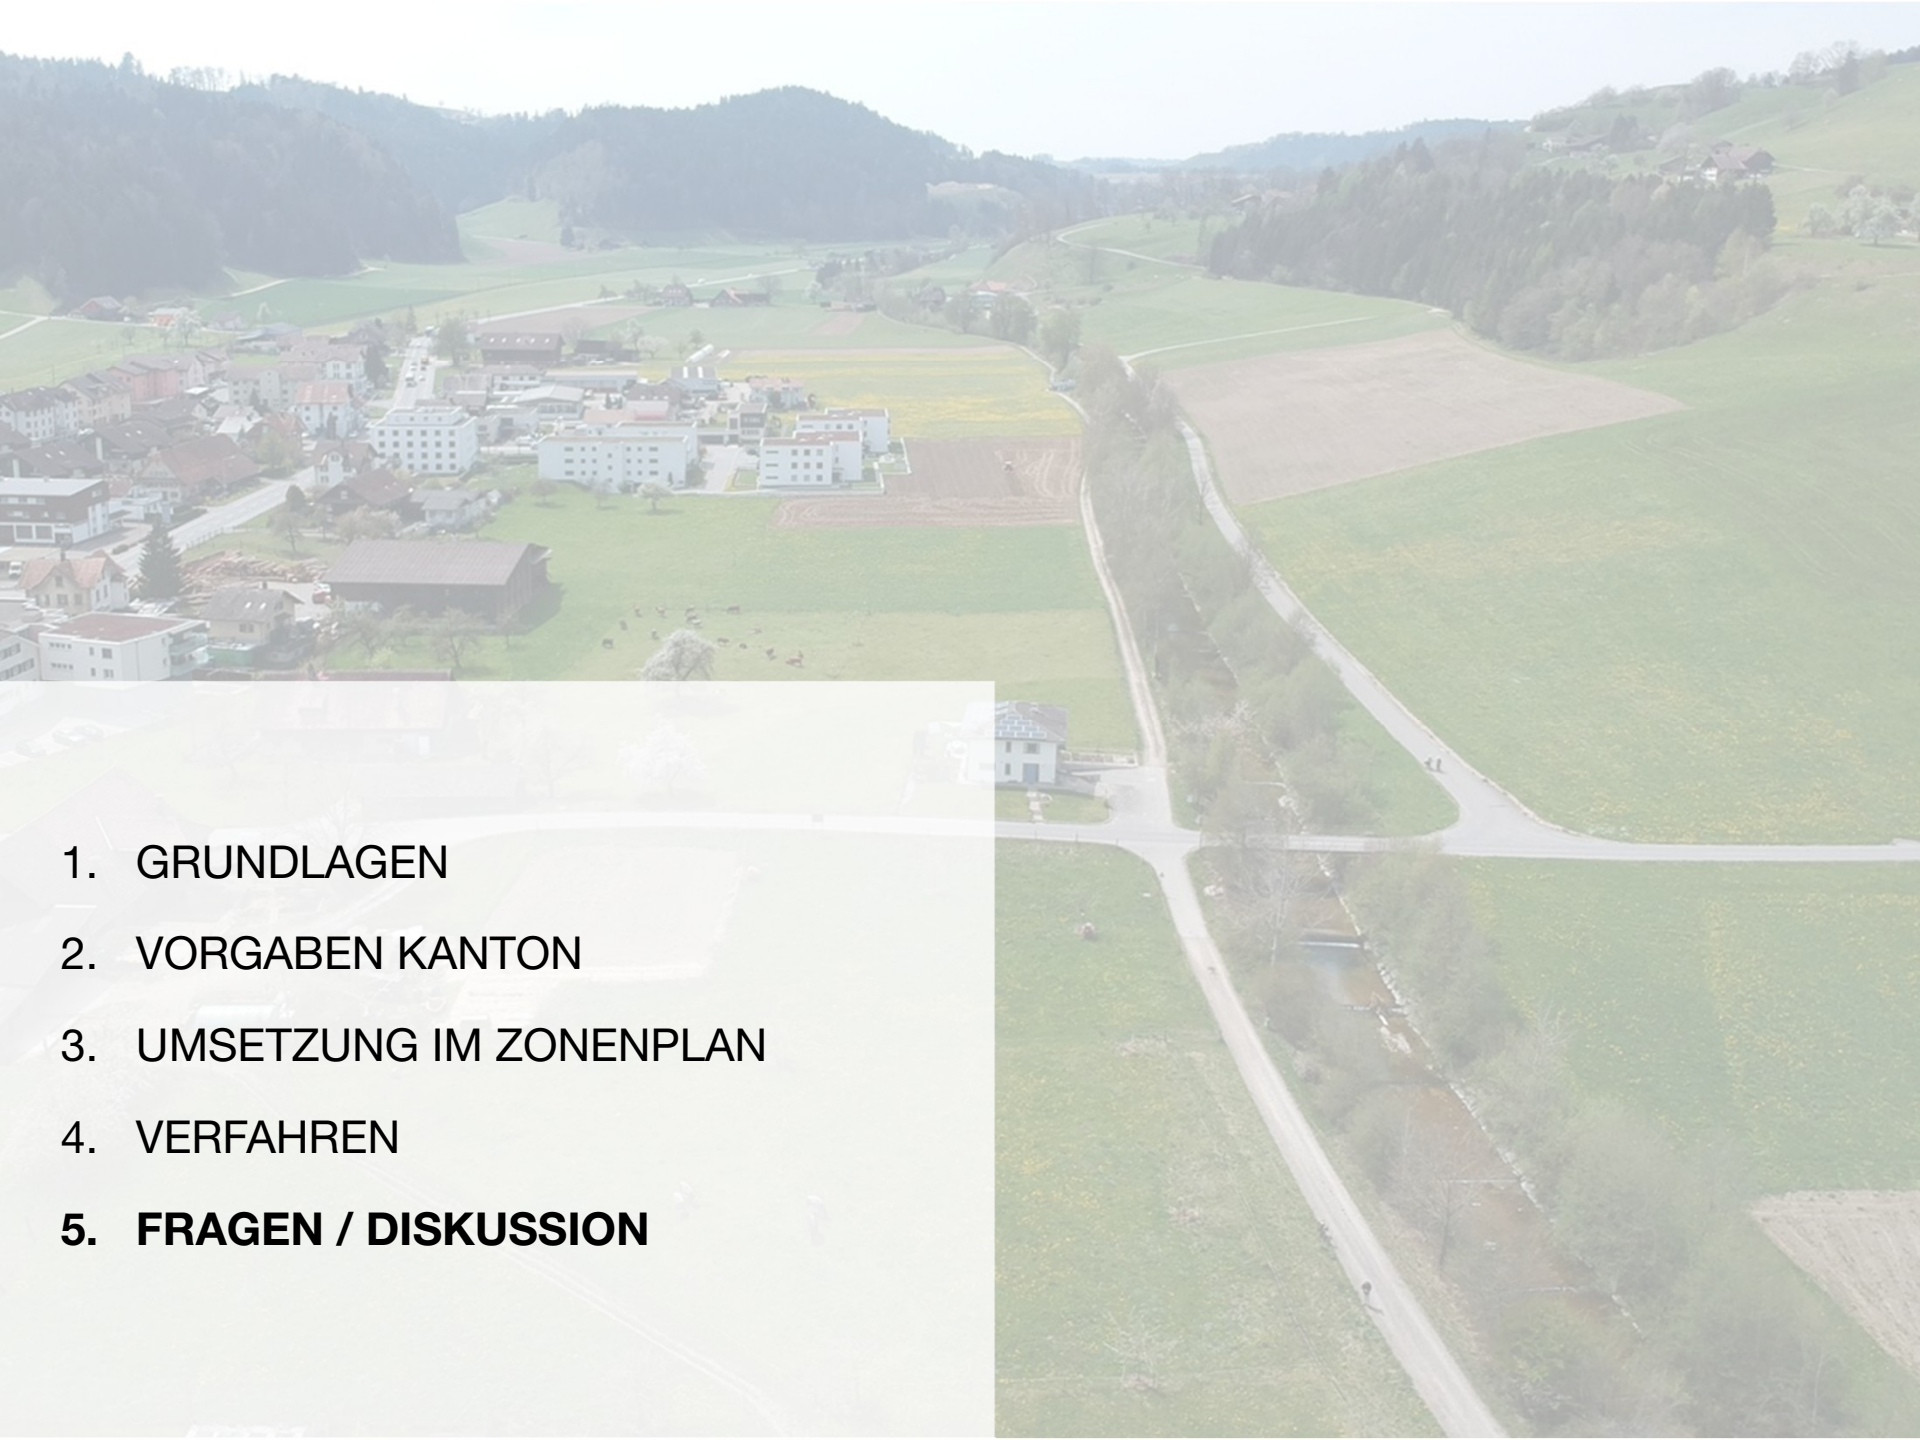 1. GRUNDLAGEN
2. VORGABEN KANTON
3. UMSETZUNG IM ZONENPLAN
4. VERFAHREN
5. FRAGEN / DISKUSSION